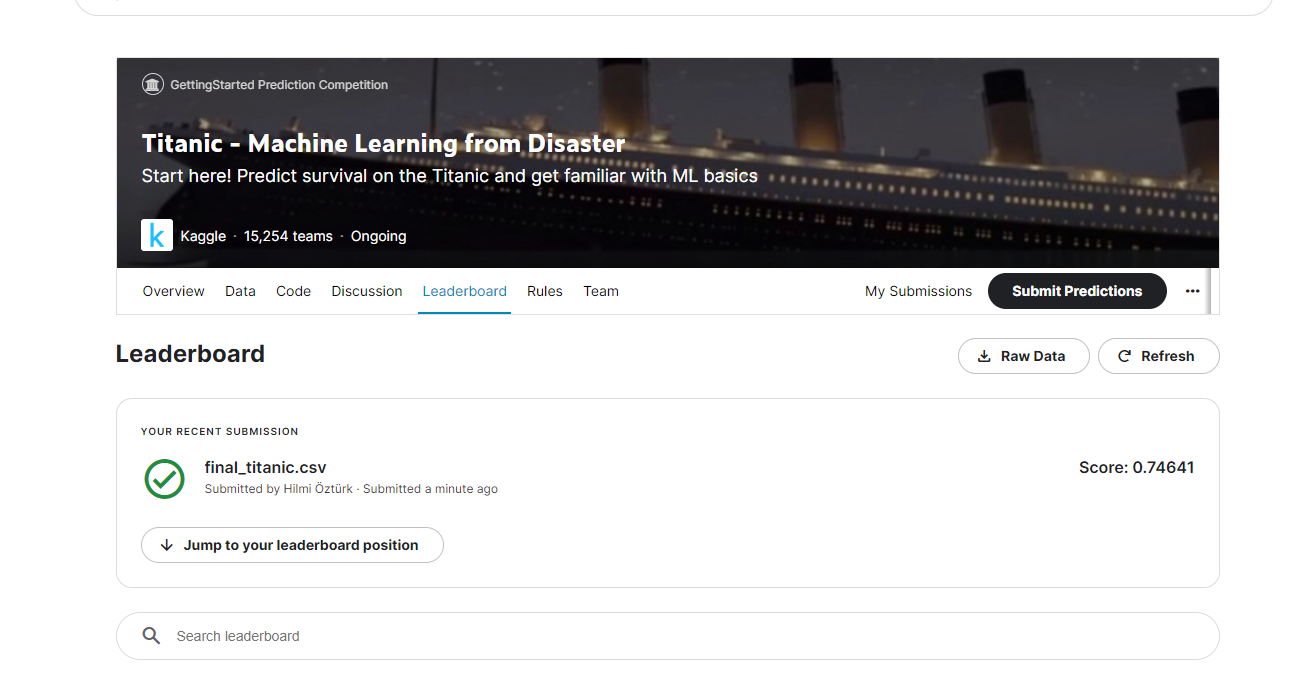 GettingStarted Prediction Competition
Titanic - Machine Learning from Disaster
Start here! Predict survival on the Titanic and get familiar with ML basics
k Kaggle · 15,254 teams · Ongoing
Overview Data Code Discussion Leaderboard Rules Team My Submissions Submit Predictions ...
Leaderboard Raw Data Refresh
YOUR RECENT SUBMISSION
final_titanic.csv Score: 0.74641
Submitted by Hilmi Öztürk · Submitted a minute ago
Jump to your leaderboard position
Search leaderboard